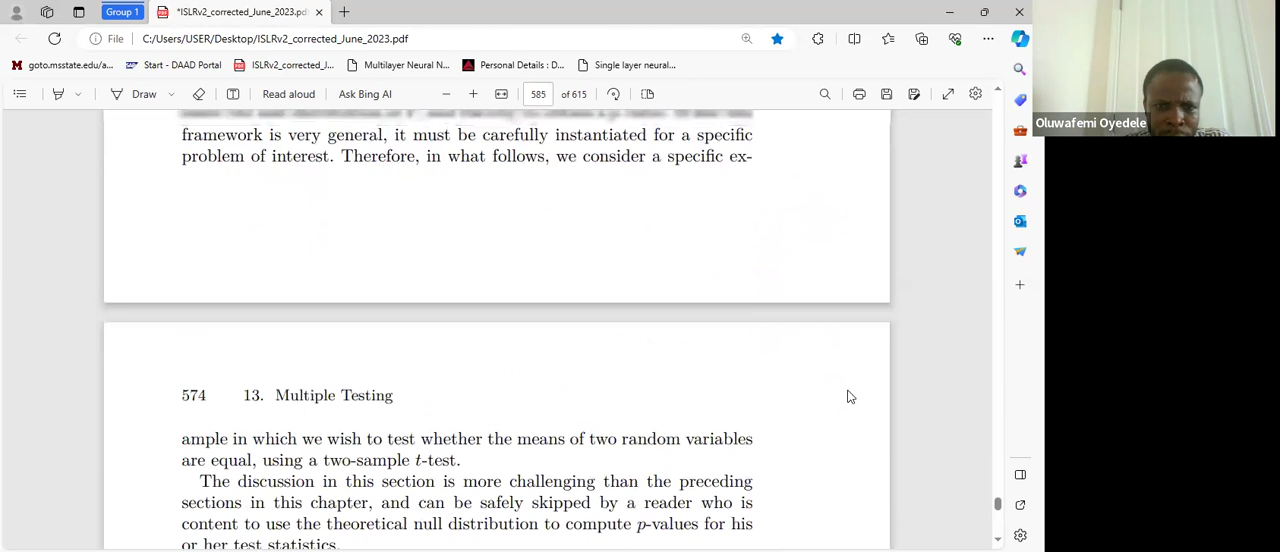 Group 1
*ISLRv2_corrected_June_2023.pdf
File
C:/Users/USER/Desktop/ISLRv2_corrected_June_2023.pdf
goto.msstate.edu/a...
Start - DAAD Portal
ISLRv2_corrected_J...
Multilayer Neural N...
Personal Details : D...
Single layer neural...
Draw
Read aloud
Ask Bing AI
585
of 615
Oluwafemi Oyedele
framework is very general, it must be carefully instantiated for a specific
problem of interest. Therefore, in what follows, we consider a specific ex-
574 13. Multiple Testing
ample in which we wish to test whether the means of two random variables
are equal, using a two-sample t-test.
The discussion in this section is more challenging than the preceding
sections in this chapter, and can be safely skipped by a reader who is
content to use the theoretical null distribution to compute p-values for his
or her test statistics.